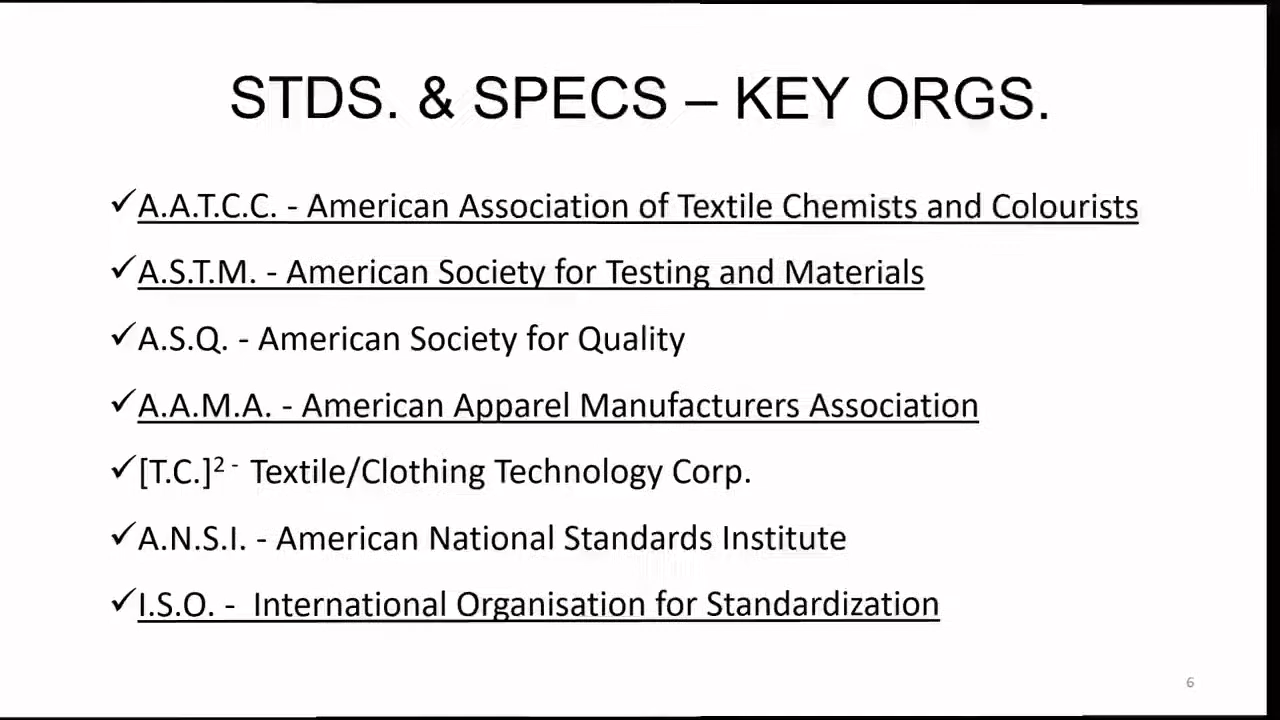 STDS. & SPECS – KEY ORGS.
✓A.A.T.C.C. - American Association of Textile Chemists and Colourists
✓A.S.T.M. - American Society for Testing and Materials
✓A.S.Q. - American Society for Quality
✓A.A.M.A. - American Apparel Manufacturers Association
✓[T.C.]² - Textile/Clothing Technology Corp.
✓A.N.S.I. - American National Standards Institute
✓I.S.O. - International Organisation for Standardization
6